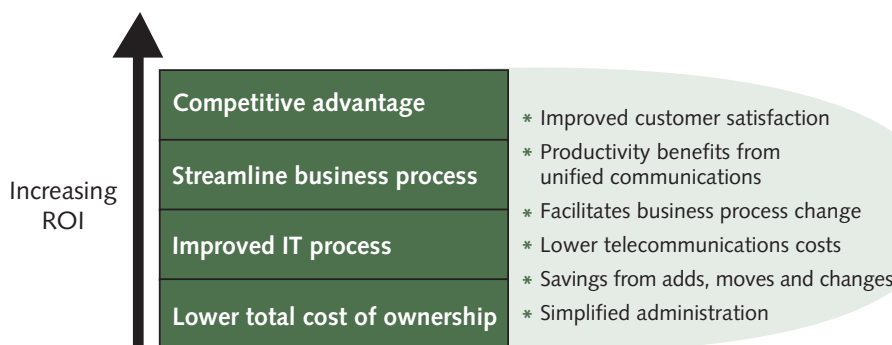 Increasing
ROI
Competitive advantage
Streamline business process
Improved IT process
Lower total cost of ownership
* Improved customer satisfaction
* Productivity benefits from
unified communications
* Facilitates business process change
* Lower telecommunications costs
* Savings from adds, moves and changes
* Simplified administration